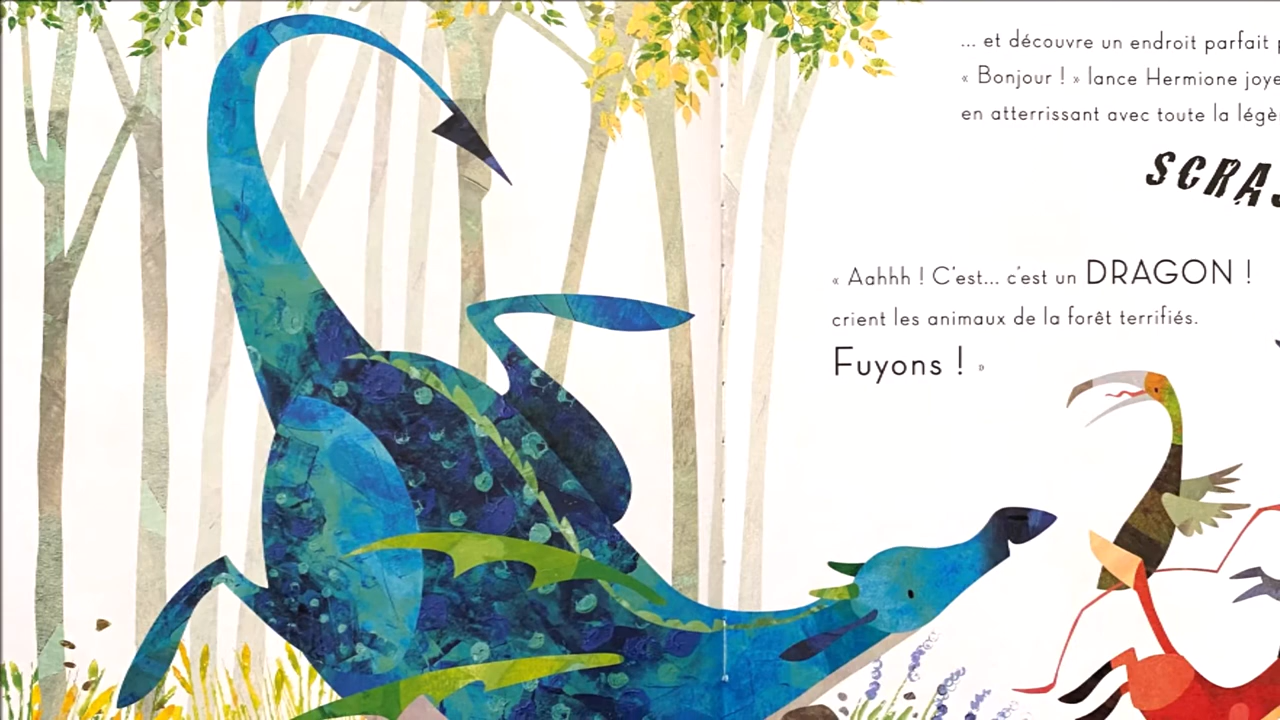 ... et découvre un endroit parfait
« Bonjour ! » lance Hermione
en atterrissant avec toute la
« Aahhh ! C'est... c'est un DRAGON !
crient les animaux de la forêt terrifiés.
Fuyons ! »